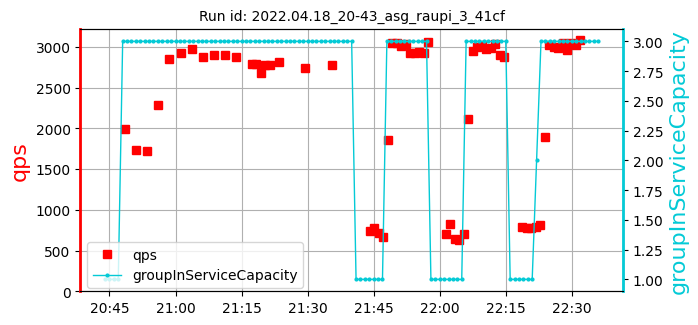 Run id: 2022.04.18_20-43_asg_raupi_3_41cf
3000
2500
2000
1500
1000
500
0
qps
3.00
2.75
2.50
2.25
2.00
1.75
1.50
1.25
1.00
groupInServiceCapacity
qps
groupInServiceCapacity
20:45 21:00 21:15 21:30 21:45 22:00 22:15 22:30